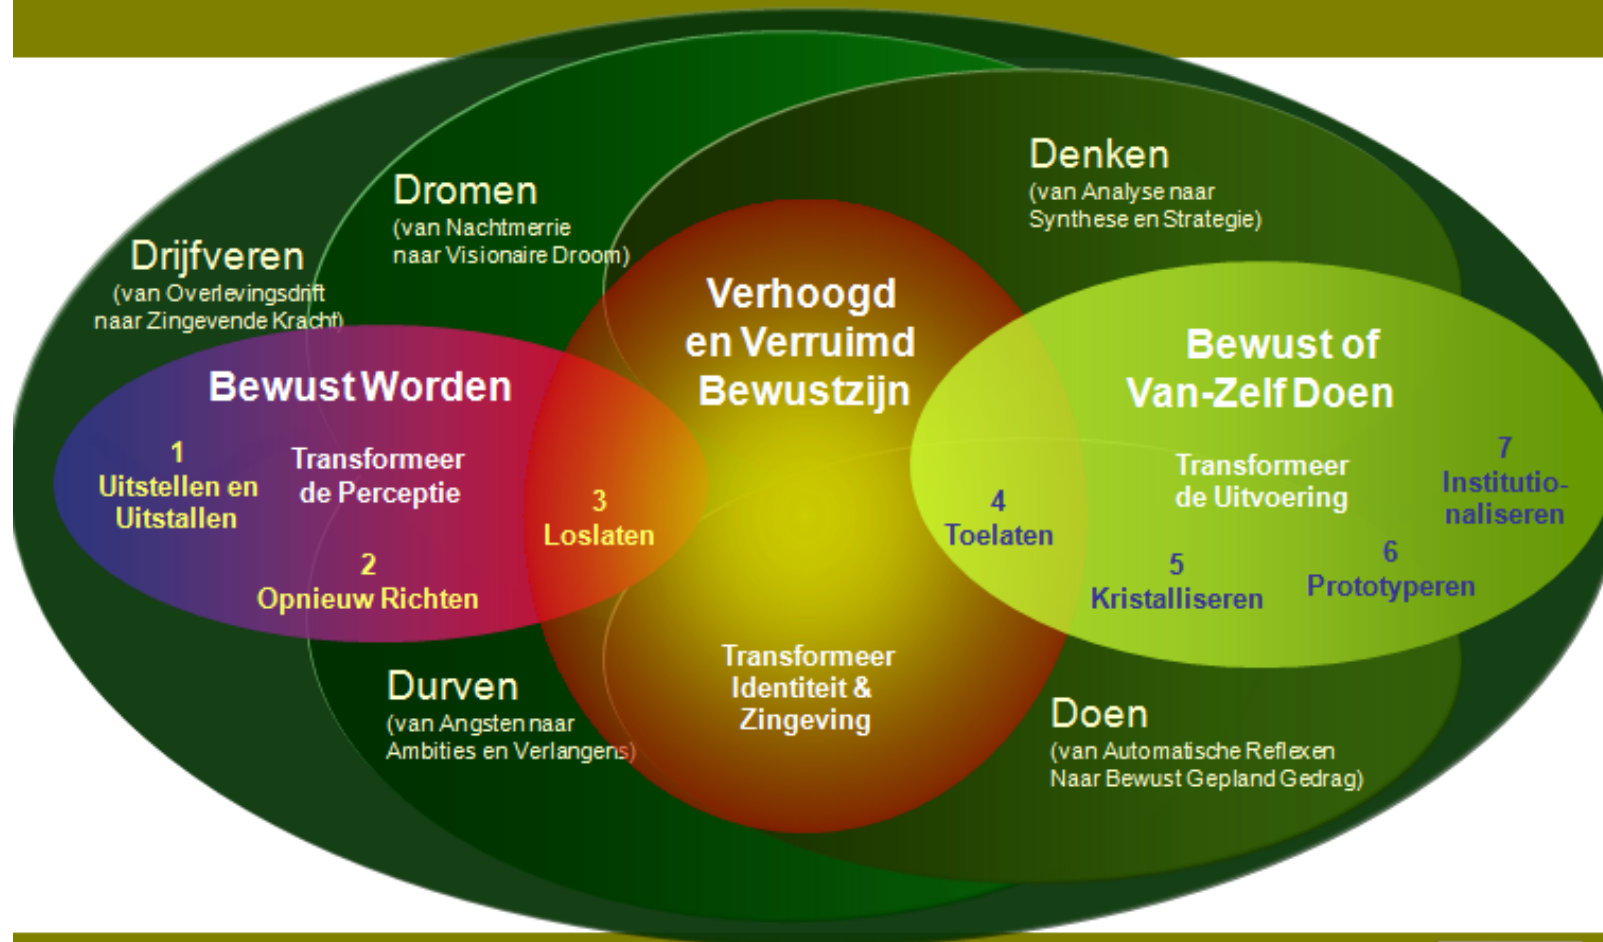 Denken
(van Analyse naar
Synthese en Strategie)
Dromen
(van Nachtmerrie
naar Visionaire Droom)
Drijfveren
(van Overlevingsdrift
naar Zingevende Kracht)
Verhoogd
en Verruimd
Bewustzijn
Bewust of
Van-Zelf Doen
Bewust Worden
1
Uitstellen en
Uitstallen
Transformeer
de Perceptie
2
Opnieuw Richten
3
Loslaten
4
Toelaten
Transformeer
de Uitvoering
5
Kristalliseren
6
Prototyperen
7
Institutio-
naliseren
Transformeer
Identiteit &
Zingeving
Durven
(van Angsten naar
Ambities en Verlangens)
Doen
(van Automatische Reflexen
Naar Bewust Gepland Gedrag)